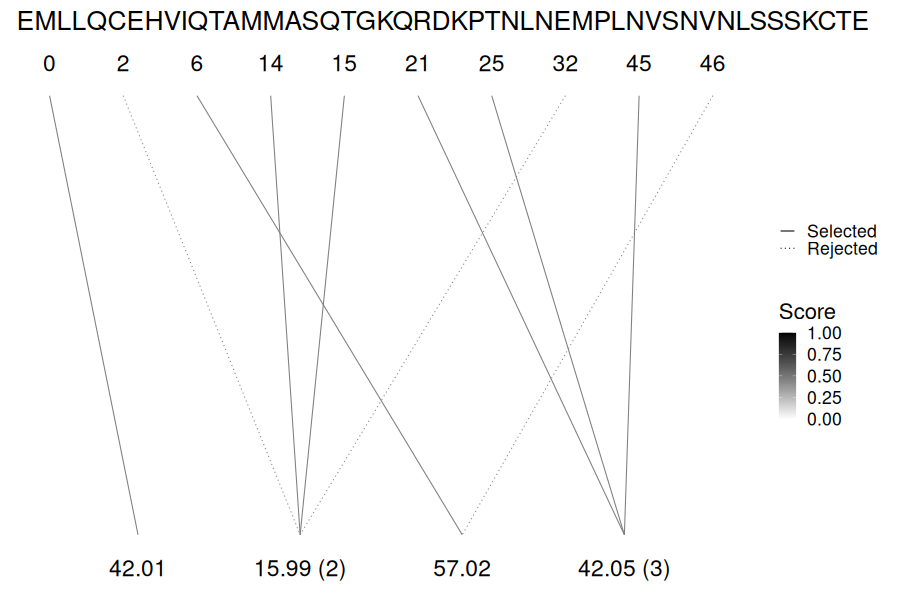 EMLLQCEHVIQTAMMASQTGKQRDKPTNLNEMPLNVSNVNLSSSKCTE
0 2 6 14 15 21 25 32 45 46
Selected
Rejected
Score
1.00
0.75
0.50
0.25
0.00
42.01 15.99 (2) 57.02 42.05 (3)